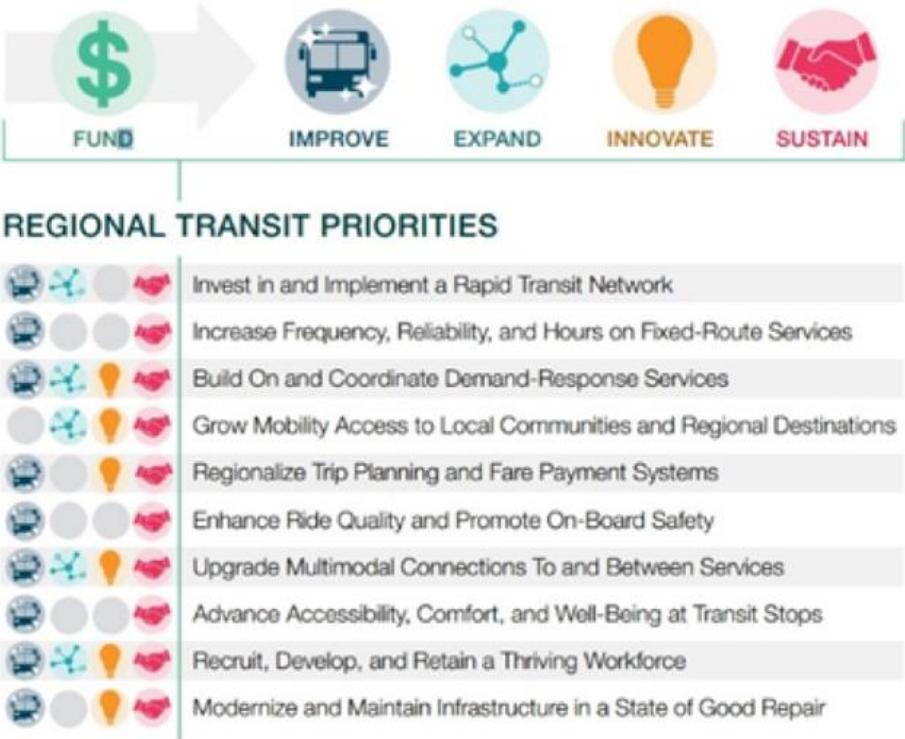 $
FUND
IMPROVE
EXPAND
INNOVATE
SUSTAIN
REGIONAL TRANSIT PRIORITIES
Invest in and Implement a Rapid Transit Network
Increase Frequency, Reliability, and Hours on Fixed-Route Services
Build On and Coordinate Demand-Response Services
Grow Mobility Access to Local Communities and Regional Destinations
Regionalize Trip Planning and Fare Payment Systems
Enhance Ride Quality and Promote On-Board Safety
Upgrade Multimodal Connections To and Between Services
Advance Accessibility, Comfort, and Well-Being at Transit Stops
Recruit, Develop, and Retain a Thriving Workforce
Modernize and Maintain Infrastructure in a State of Good Repair